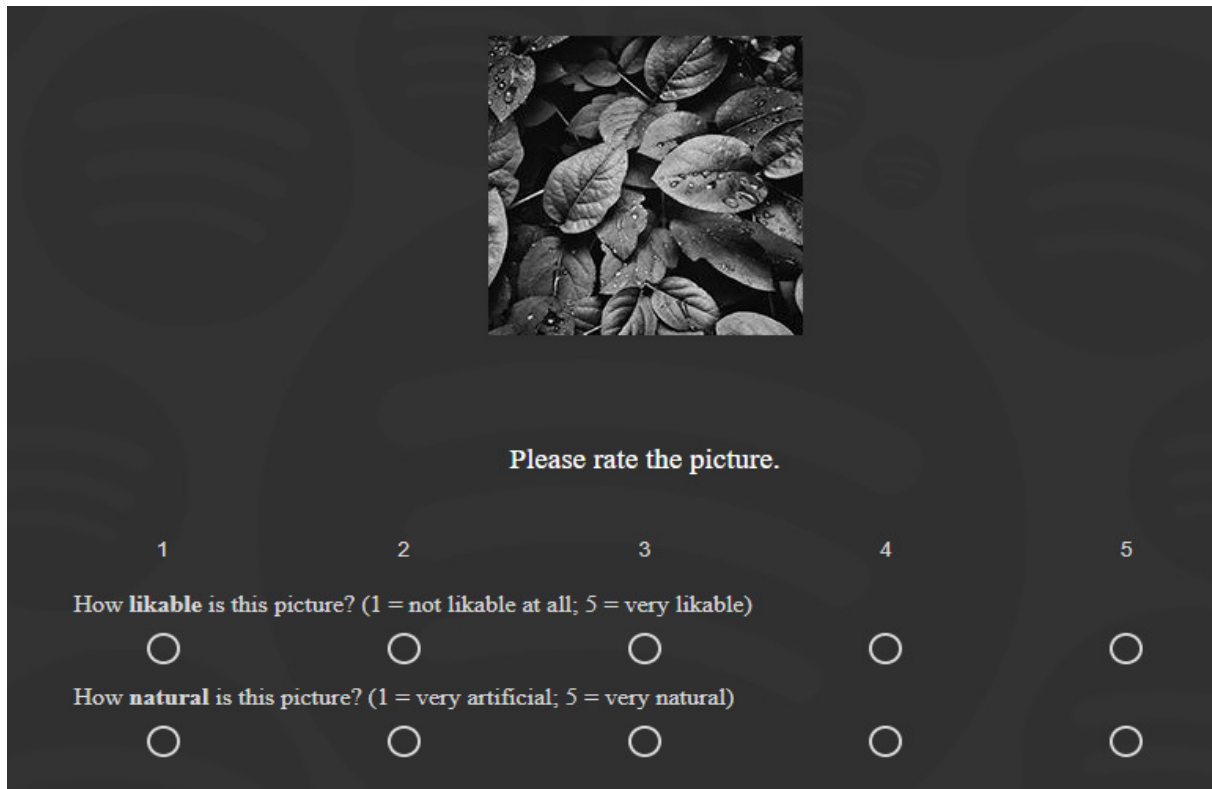 Please rate the picture.
1 2 3 4 5
How likable is this picture? (1 = not likable at all; 5 = very likable)
How natural is this picture? (1 = very artificial; 5 = very natural)